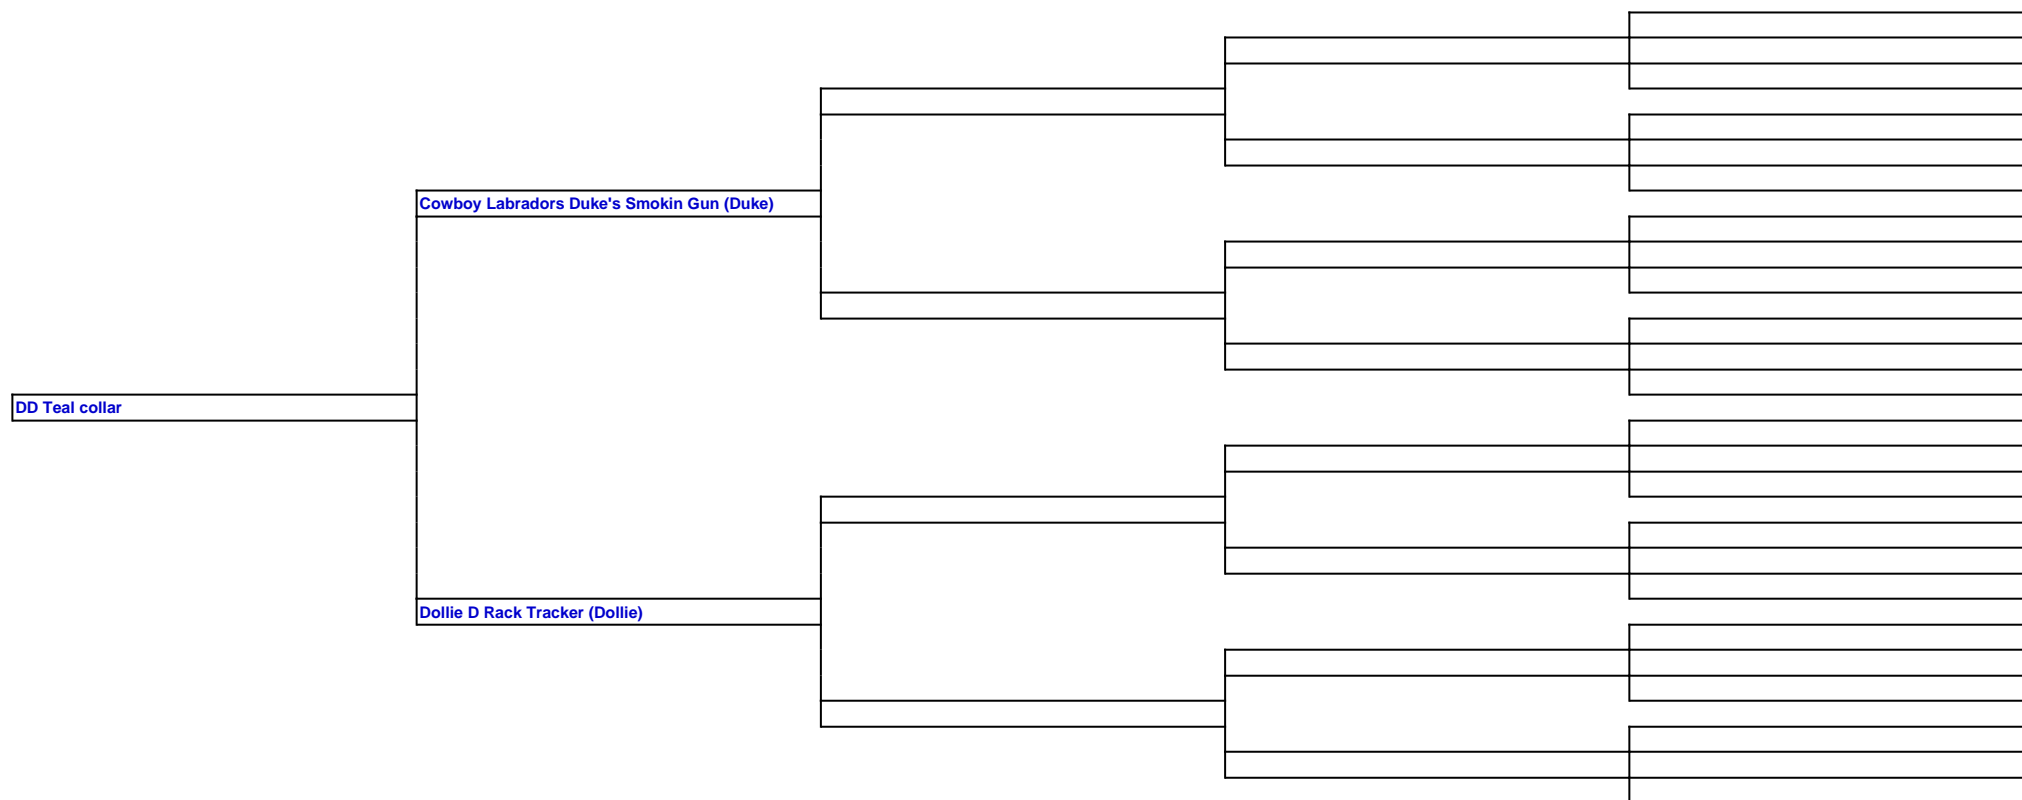 Cowboy Labradors Duke's Smokin Gun (Duke)
DD Teal collar
Dollie D Rack Tracker (Dollie)